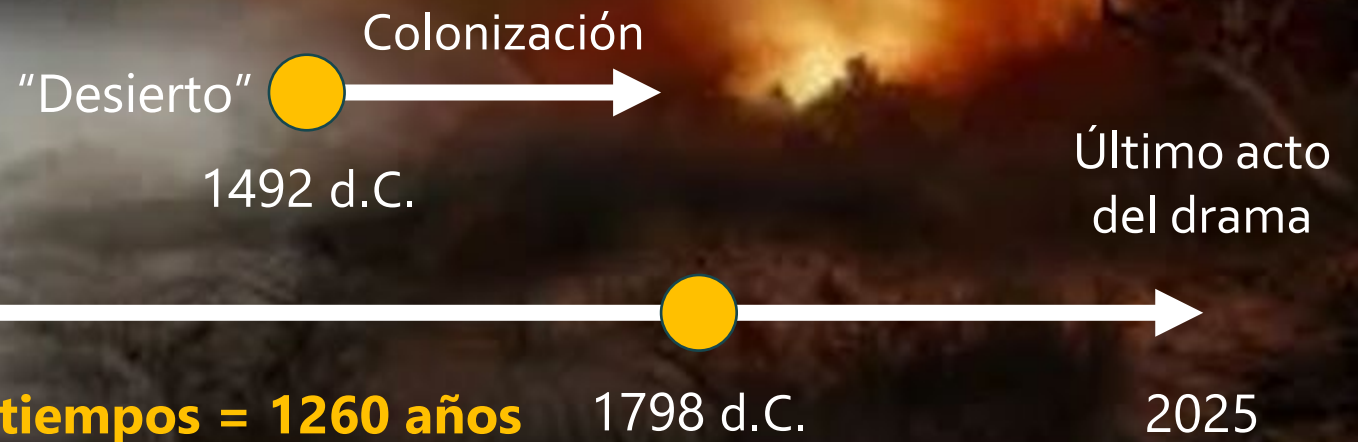 Colonización
“Desierto”
1492 d.C.
Último acto
del drama
tiempos = 1260 años
1798 d.C.
2025